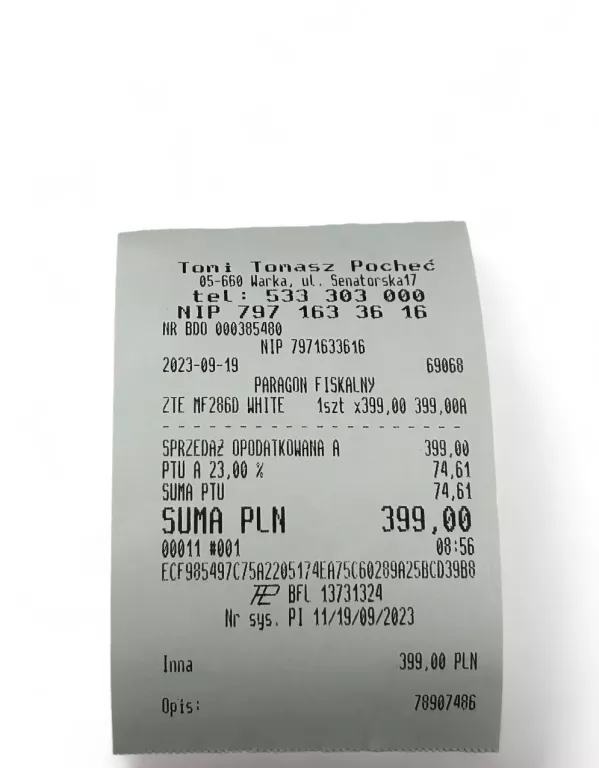 Tomi Tomasz Pocheć
05-660 Warka, ul. Senatorska17
tel: 533 303 000
NIP 797 163 36 16
NR BDO 000385480
NIP 7971633616
2023-09-19 69068
PARAGON FISKALNY
ZTE MF286D WHITE 1szt x399,00 399,00A
SPRZEDAŻ OPODATKOWANA A 399,00
PTU A 23,00 % 74,61
SUMA PTU 74,61
SUMA PLN 399,00
00011 #001 08:56
ECF985497C75A2205174EA75C60289A25BCD39B8
BFL 13731324
Nr sys. PI 11/19/09/2023
Inna 399,00 PLN
Opis: 78907486